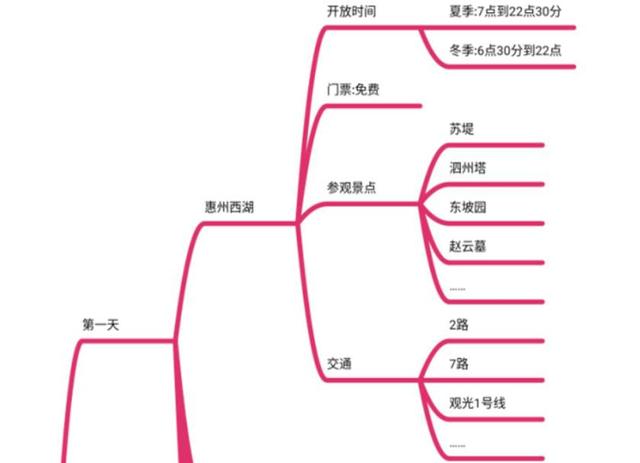 开放时间
夏季:7点到22点30分
冬季:6点30分到22点
门票:免费
参观景点
苏堤
泗州塔
东坡园
赵云墓
……
惠州西湖
第一天
交通
2路
7路
观光1号线
……